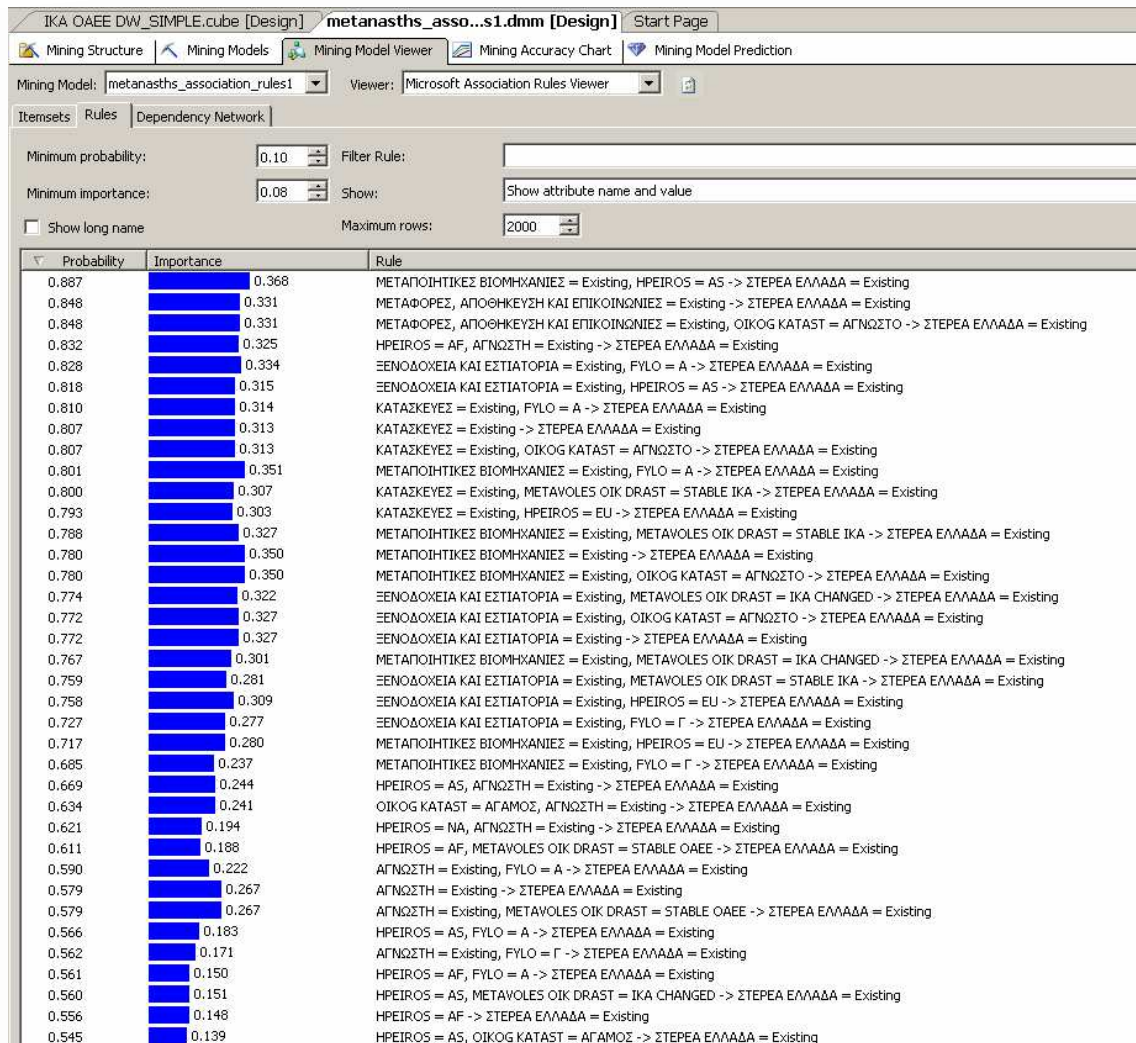 IKA OAEE DW_SIMPLE.cube [Design] metanasths_asso...s1.dmm [Design] Start Page
Mining Structure Mining Models Mining Model Viewer Mining Accuracy Chart Mining Model Prediction
Mining Model: metanasths_association_rules1 Viewer: Microsoft Association Rules Viewer
Itemsets Rules Dependency Network
Minimum probability: 0.10 Filter Rule:
Minimum importance: 0.08 Show: Show attribute name and value
Show long name Maximum rows: 2000
Probability Importance Rule
0.887 0.368 ΜΕΤΑΠΟΙΗΤΙΚΕΣ ΒΙΟΜΗΧΑΝΙΕΣ = Existing, HPEIROS = AS -> ΣΤΕΡΕΑ ΕΛΛΑΔΑ = Existing
0.848 0.331 ΜΕΤΑΦΟΡΕΣ, ΑΠΟΘΗΚΕΥΣΗ ΚΑΙ ΕΠΙΚΟΙΝΩΝΙΕΣ = Existing -> ΣΤΕΡΕΑ ΕΛΛΑΔΑ = Existing
0.848 0.331 ΜΕΤΑΦΟΡΕΣ, ΑΠΟΘΗΚΕΥΣΗ ΚΑΙ ΕΠΙΚΟΙΝΩΝΙΕΣ = Existing, OIKOG KATAST = ΑΓΝΩΣΤΟ -> ΣΤΕΡΕΑ ΕΛΛΑΔΑ = Existing
0.832 0.325 HPEIROS = AF, ΑΓΝΩΣΤΗ = Existing -> ΣΤΕΡΕΑ ΕΛΛΑΔΑ = Existing
0.828 0.334 ΞΕΝΟΔΟΧΕΙΑ ΚΑΙ ΕΣΤΙΑΤΟΡΙΑ = Existing, FYLO = Α -> ΣΤΕΡΕΑ ΕΛΛΑΔΑ = Existing
0.818 0.315 ΞΕΝΟΔΟΧΕΙΑ ΚΑΙ ΕΣΤΙΑΤΟΡΙΑ = Existing, HPEIROS = AS -> ΣΤΕΡΕΑ ΕΛΛΑΔΑ = Existing
0.810 0.314 ΚΑΤΑΣΚΕΥΕΣ = Existing, FYLO = Α -> ΣΤΕΡΕΑ ΕΛΛΑΔΑ = Existing
0.807 0.313 ΚΑΤΑΣΚΕΥΕΣ = Existing -> ΣΤΕΡΕΑ ΕΛΛΑΔΑ = Existing
0.807 0.313 ΚΑΤΑΣΚΕΥΕΣ = Existing, OIKOG KATAST = ΑΓΝΩΣΤΟ -> ΣΤΕΡΕΑ ΕΛΛΑΔΑ = Existing
0.801 0.351 ΜΕΤΑΠΟΙΗΤΙΚΕΣ ΒΙΟΜΗΧΑΝΙΕΣ = Existing, FYLO = Α -> ΣΤΕΡΕΑ ΕΛΛΑΔΑ = Existing
0.800 0.307 ΚΑΤΑΣΚΕΥΕΣ = Existing, METAVOLES OIK DRAST = STABLE IKA -> ΣΤΕΡΕΑ ΕΛΛΑΔΑ = Existing
0.793 0.303 ΚΑΤΑΣΚΕΥΕΣ = Existing, HPEIROS = EU -> ΣΤΕΡΕΑ ΕΛΛΑΔΑ = Existing
0.788 0.327 ΜΕΤΑΠΟΙΗΤΙΚΕΣ ΒΙΟΜΗΧΑΝΙΕΣ = Existing, METAVOLES OIK DRAST = STABLE IKA -> ΣΤΕΡΕΑ ΕΛΛΑΔΑ = Existing
0.780 0.350 ΜΕΤΑΠΟΙΗΤΙΚΕΣ ΒΙΟΜΗΧΑΝΙΕΣ = Existing -> ΣΤΕΡΕΑ ΕΛΛΑΔΑ = Existing
0.780 0.350 ΜΕΤΑΠΟΙΗΤΙΚΕΣ ΒΙΟΜΗΧΑΝΙΕΣ = Existing, OIKOG KATAST = ΑΓΝΩΣΤΟ -> ΣΤΕΡΕΑ ΕΛΛΑΔΑ = Existing
0.774 0.322 ΞΕΝΟΔΟΧΕΙΑ ΚΑΙ ΕΣΤΙΑΤΟΡΙΑ = Existing, METAVOLES OIK DRAST = IKA CHANGED -> ΣΤΕΡΕΑ ΕΛΛΑΔΑ = Existing
0.772 0.327 ΞΕΝΟΔΟΧΕΙΑ ΚΑΙ ΕΣΤΙΑΤΟΡΙΑ = Existing, OIKOG KATAST = ΑΓΝΩΣΤΟ -> ΣΤΕΡΕΑ ΕΛΛΑΔΑ = Existing
0.772 0.327 ΞΕΝΟΔΟΧΕΙΑ ΚΑΙ ΕΣΤΙΑΤΟΡΙΑ = Existing -> ΣΤΕΡΕΑ ΕΛΛΑΔΑ = Existing
0.767 0.301 ΜΕΤΑΠΟΙΗΤΙΚΕΣ ΒΙΟΜΗΧΑΝΙΕΣ = Existing, METAVOLES OIK DRAST = IKA CHANGED -> ΣΤΕΡΕΑ ΕΛΛΑΔΑ = Existing
0.759 0.281 ΞΕΝΟΔΟΧΕΙΑ ΚΑΙ ΕΣΤΙΑΤΟΡΙΑ = Existing, METAVOLES OIK DRAST = STABLE IKA -> ΣΤΕΡΕΑ ΕΛΛΑΔΑ = Existing
0.758 0.309 ΞΕΝΟΔΟΧΕΙΑ ΚΑΙ ΕΣΤΙΑΤΟΡΙΑ = Existing, HPEIROS = EU -> ΣΤΕΡΕΑ ΕΛΛΑΔΑ = Existing
0.727 0.277 ΞΕΝΟΔΟΧΕΙΑ ΚΑΙ ΕΣΤΙΑΤΟΡΙΑ = Existing, FYLO = Γ -> ΣΤΕΡΕΑ ΕΛΛΑΔΑ = Existing
0.717 0.280 ΜΕΤΑΠΟΙΗΤΙΚΕΣ ΒΙΟΜΗΧΑΝΙΕΣ = Existing, HPEIROS = EU -> ΣΤΕΡΕΑ ΕΛΛΑΔΑ = Existing
0.685 0.237 ΜΕΤΑΠΟΙΗΤΙΚΕΣ ΒΙΟΜΗΧΑΝΙΕΣ = Existing, FYLO = Γ -> ΣΤΕΡΕΑ ΕΛΛΑΔΑ = Existing
0.669 0.244 HPEIROS = AS, ΑΓΝΩΣΤΗ = Existing -> ΣΤΕΡΕΑ ΕΛΛΑΔΑ = Existing
0.634 0.241 OIKOG KATAST = ΑΓΑΜΟΣ, ΑΓΝΩΣΤΗ = Existing -> ΣΤΕΡΕΑ ΕΛΛΑΔΑ = Existing
0.621 0.194 HPEIROS = NA, ΑΓΝΩΣΤΗ = Existing -> ΣΤΕΡΕΑ ΕΛΛΑΔΑ = Existing
0.611 0.188 HPEIROS = AF, METAVOLES OIK DRAST = STABLE OAEE -> ΣΤΕΡΕΑ ΕΛΛΑΔΑ = Existing
0.590 0.222 ΑΓΝΩΣΤΗ = Existing, FYLO = Α -> ΣΤΕΡΕΑ ΕΛΛΑΔΑ = Existing
0.579 0.267 ΑΓΝΩΣΤΗ = Existing -> ΣΤΕΡΕΑ ΕΛΛΑΔΑ = Existing
0.579 0.267 ΑΓΝΩΣΤΗ = Existing, METAVOLES OIK DRAST = STABLE OAEE -> ΣΤΕΡΕΑ ΕΛΛΑΔΑ = Existing
0.566 0.183 HPEIROS = AS, FYLO = Α -> ΣΤΕΡΕΑ ΕΛΛΑΔΑ = Existing
0.562 0.171 ΑΓΝΩΣΤΗ = Existing, FYLO = Γ -> ΣΤΕΡΕΑ ΕΛΛΑΔΑ = Existing
0.561 0.150 HPEIROS = AF, FYLO = Α -> ΣΤΕΡΕΑ ΕΛΛΑΔΑ = Existing
0.560 0.151 HPEIROS = AS, METAVOLES OIK DRAST = IKA CHANGED -> ΣΤΕΡΕΑ ΕΛΛΑΔΑ = Existing
0.556 0.148 HPEIROS = AF -> ΣΤΕΡΕΑ ΕΛΛΑΔΑ = Existing
0.545 0.139 HPEIROS = AS, OIKOG KATAST = ΑΓΑΜΟΣ -> ΣΤΕΡΕΑ ΕΛΛΑΔΑ = Existing